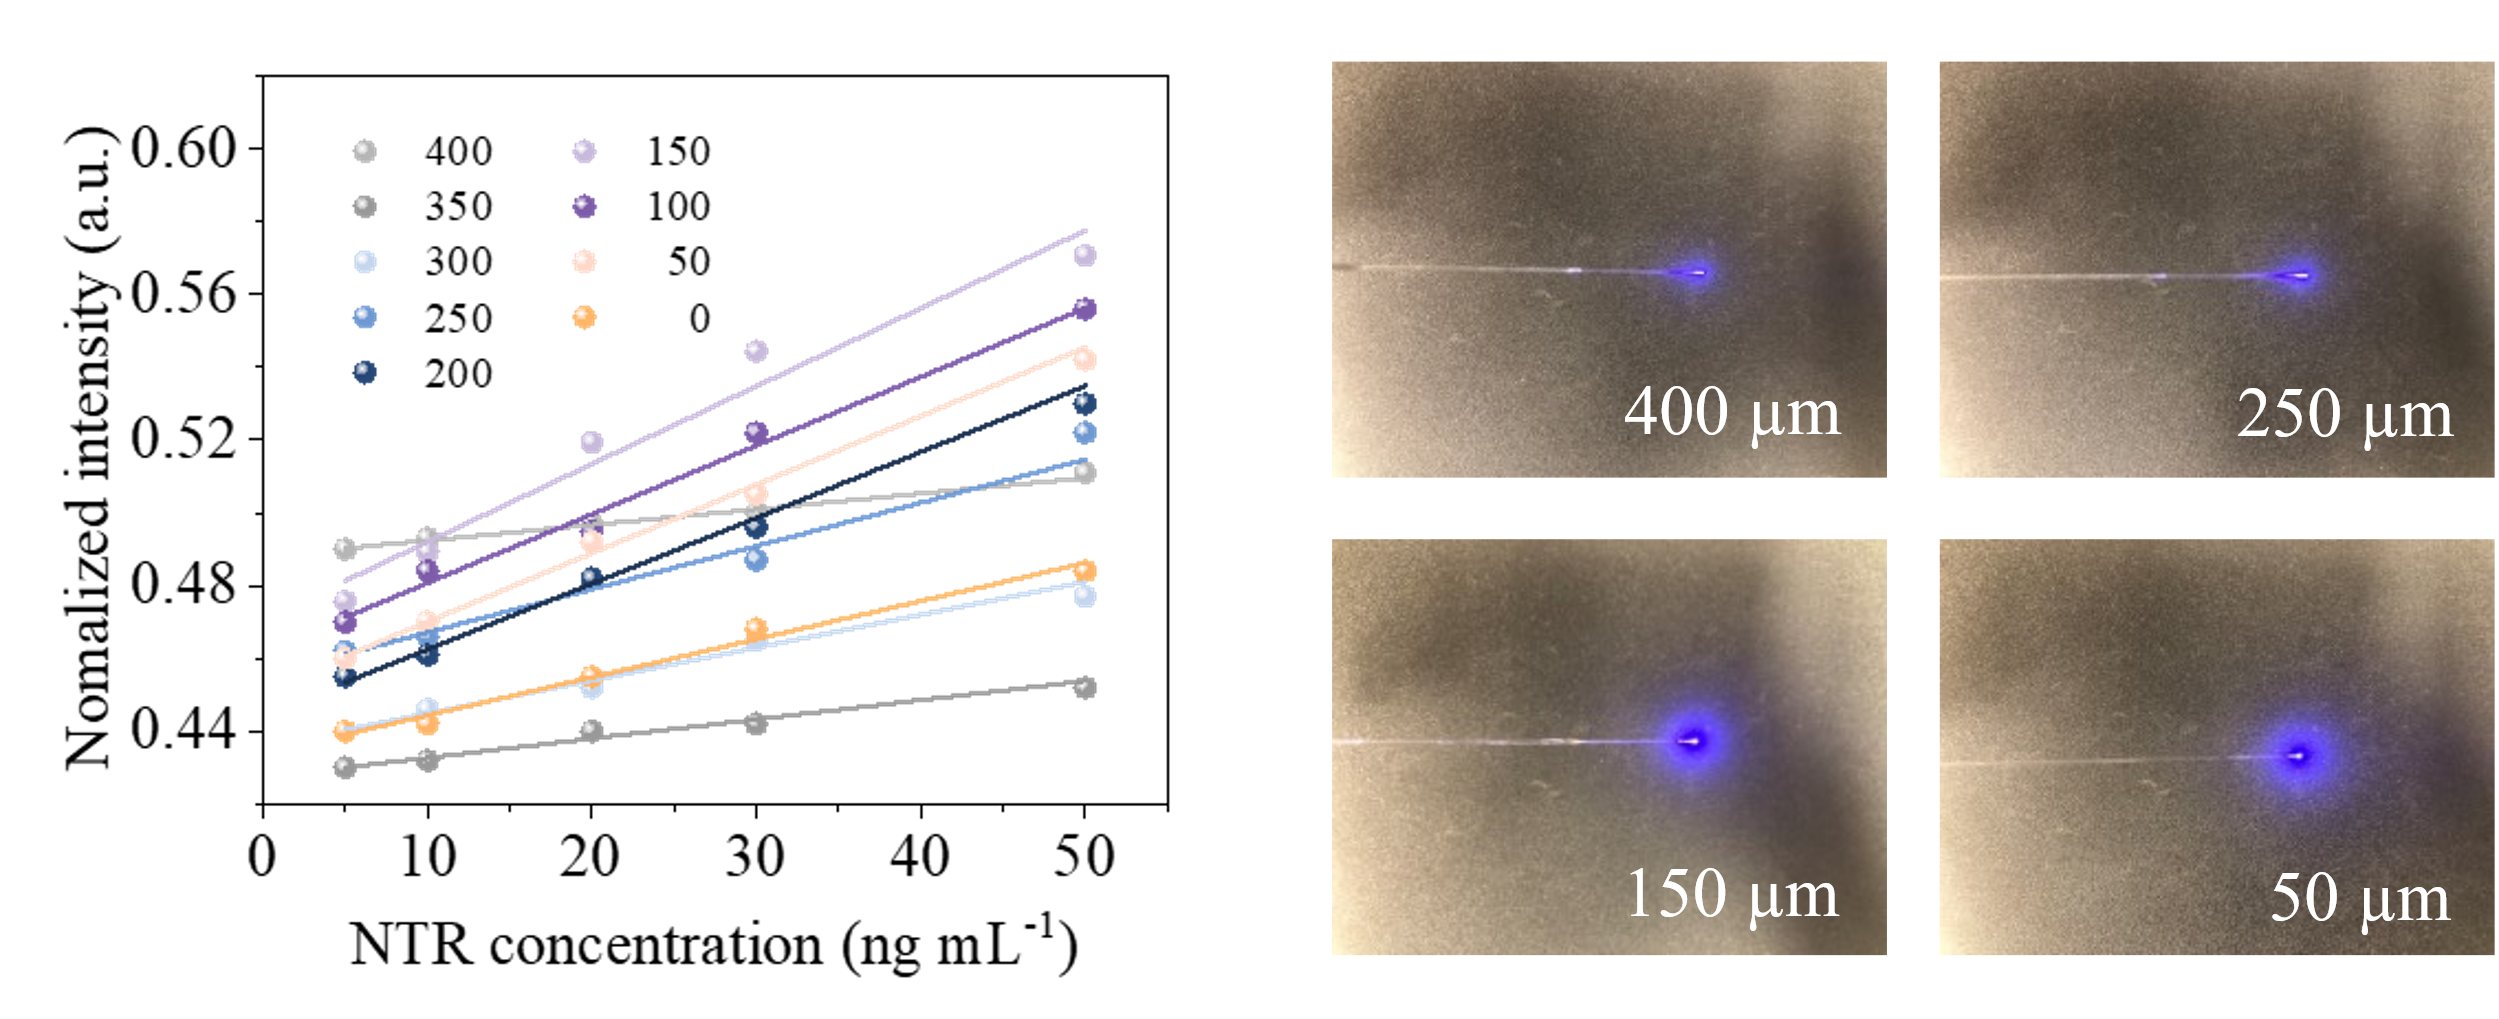 Nomalized intensity (a.u.)
0.60
0.56
0.52
0.48
0.44
400
350
300
250
200
150
100
50
0
0 10 20 30 40 50
NTR concentration (ng mL⁻¹)
400 μm
250 μm
150 μm
50 μm